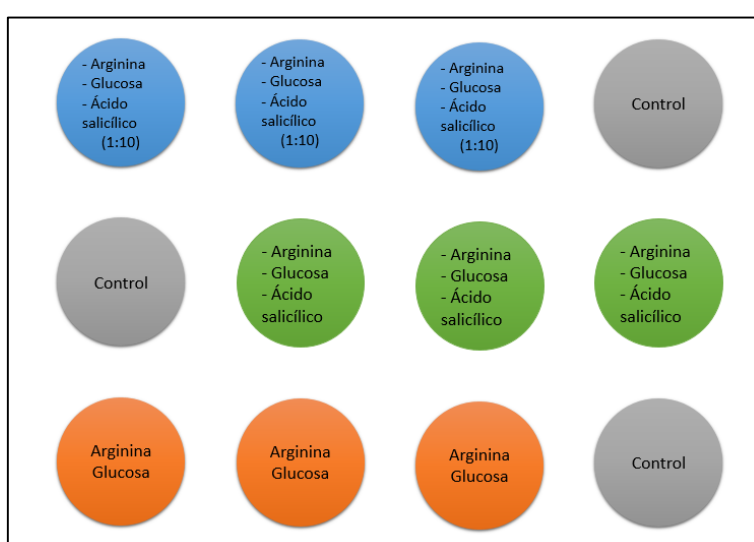 - Arginina
- Glucosa
- Ácido
salicílico
(1:10)
- Arginina
- Glucosa
- Ácido
salicílico
(1:10)
- Arginina
- Glucosa
- Ácido
salicílico
(1:10)
Control
Control
- Arginina
- Glucosa
- Ácido
salicílico
- Arginina
- Glucosa
- Ácido
salicílico
- Arginina
- Glucosa
- Ácido
salicílico
Arginina
Glucosa
Arginina
Glucosa
Arginina
Glucosa
Control